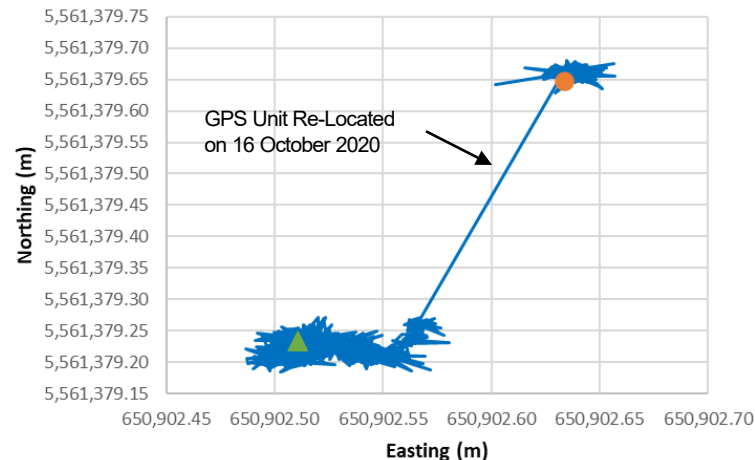 5,561,379.75
5,561,379.70
5,561,379.65
5,561,379.60
5,561,379.55
5,561,379.50
5,561,379.45
5,561,379.40
5,561,379.35
5,561,379.30
5,561,379.25
5,561,379.20
5,561,379.15
Northing (m)
GPS Unit Re-Located
on 16 October 2020
650,902.45 650,902.50 650,902.55 650,902.60 650,902.65 650,902.70
Easting (m)